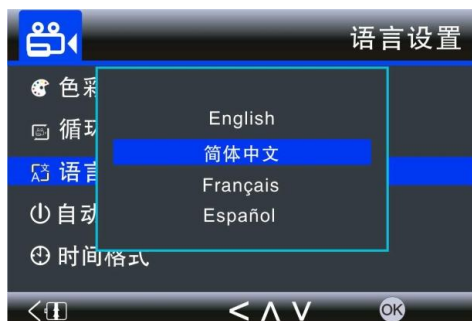 语言设置
色彩
循环
语言
English
简体中文
Français
Español
自动
时间格式
OK